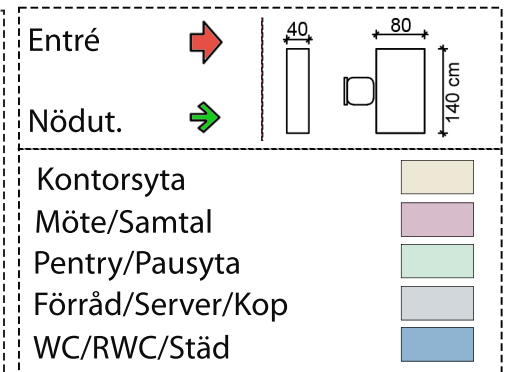 Entré
40
80
140 cm
Nödut.
Kontorsyta
Möte/Samtal
Pentry/Pausyta
Förråd/Server/Kop
WC/RWC/Städ